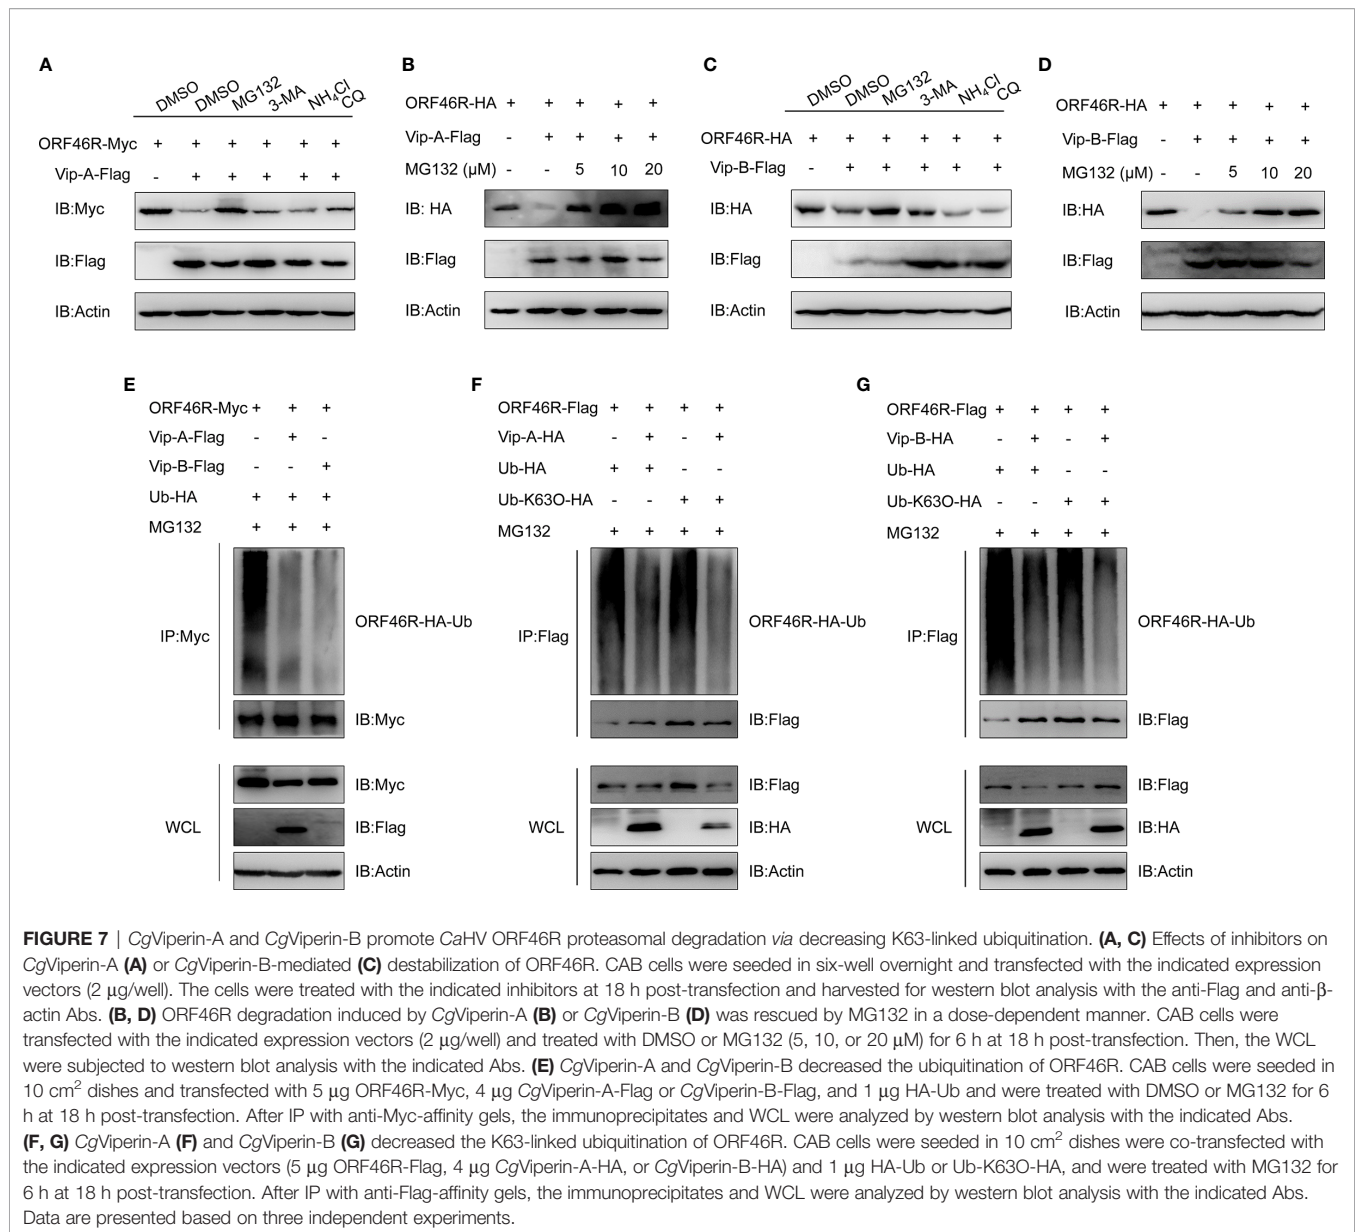 A
B
C
D
DMSO DMSO MG132 3-MA NH4Cl CQ
ORF46R-Myc + + + + + +
Vip-A-Flag - + + + + +
IB:Myc
IB:Flag
IB:Actin
ORF46R-HA + + + + +
Vip-A-Flag - + + + +
MG132 (µM) - - 5 10 20
IB: HA
IB:Flag
IB:Actin
DMSO DMSO MG132 3-MA NH4Cl CQ
ORF46R-HA + + + + + +
Vip-B-Flag - + + + + +
IB:HA
IB:Flag
IB:Actin
ORF46R-HA + + + + +
Vip-B-Flag - + + + +
MG132 (µM) - - 5 10 20
IB:HA
IB:Flag
IB:Actin
E
ORF46R-Myc + + +
Vip-A-Flag - + -
Vip-B-Flag - - +
Ub-HA + + +
MG132 + + +
IP:Myc
ORF46R-HA-Ub
IB:Myc
WCL
IB:Myc
IB:Flag
IB:Actin
F
ORF46R-Flag + + + +
Vip-A-HA - + - +
Ub-HA + + - -
Ub-K63O-HA - - + +
MG132 + + + +
IP:Flag
ORF46R-HA-Ub
IB:Flag
WCL
IB:Flag
IB:HA
IB:Actin
G
ORF46R-Flag + + + +
Vip-B-HA - + - +
Ub-HA + + - -
Ub-K63O-HA - - + +
MG132 + + + +
IP:Flag
ORF46R-HA-Ub
IB:Flag
WCL
IB:Flag
IB:HA
IB:Actin
FIGURE 7 | CgViperin-A and CgViperin-B promote CaHV ORF46R proteasomal degradation via decreasing K63-linked ubiquitination. (A, C) Effects of inhibitors on
CgViperin-A (A) or CgViperin-B-mediated (C) destabilization of ORF46R. CAB cells were seeded in six-well overnight and transfected with the indicated expression
vectors (2 µg/well). The cells were treated with the indicated inhibitors at 18 h post-transfection and harvested for western blot analysis with the anti-Flag and anti-β-
actin Abs. (B, D) ORF46R degradation induced by CgViperin-A (B) or CgViperin-B (D) was rescued by MG132 in a dose-dependent manner. CAB cells were
transfected with the indicated expression vectors (2 µg/well) and treated with DMSO or MG132 (5, 10, or 20 µM) for 6 h at 18 h post-transfection. Then, the WCL
were subjected to western blot analysis with the indicated Abs. (E) CgViperin-A and CgViperin-B decreased the ubiquitination of ORF46R. CAB cells were seeded in
10 cm² dishes and transfected with 5 µg ORF46R-Myc, 4 µg CgViperin-A-Flag or CgViperin-B-Flag, and 1 µg HA-Ub and were treated with DMSO or MG132 for 6
h at 18 h post-transfection. After IP with anti-Myc-affinity gels, the immunoprecipitates and WCL were analyzed by western blot analysis with the indicated Abs.
(F, G) CgViperin-A (F) and CgViperin-B (G) decreased the K63-linked ubiquitination of ORF46R. CAB cells were seeded in 10 cm² dishes were co-transfected with
the indicated expression vectors (5 µg ORF46R-Flag, 4 µg CgViperin-A-HA, or CgViperin-B-HA) and 1 µg HA-Ub or Ub-K63O-HA, and were treated with MG132 for
6 h at 18 h post-transfection. After IP with anti-Flag-affinity gels, the immunoprecipitates and WCL were analyzed by western blot analysis with the indicated Abs.
Data are presented based on three independent experiments.